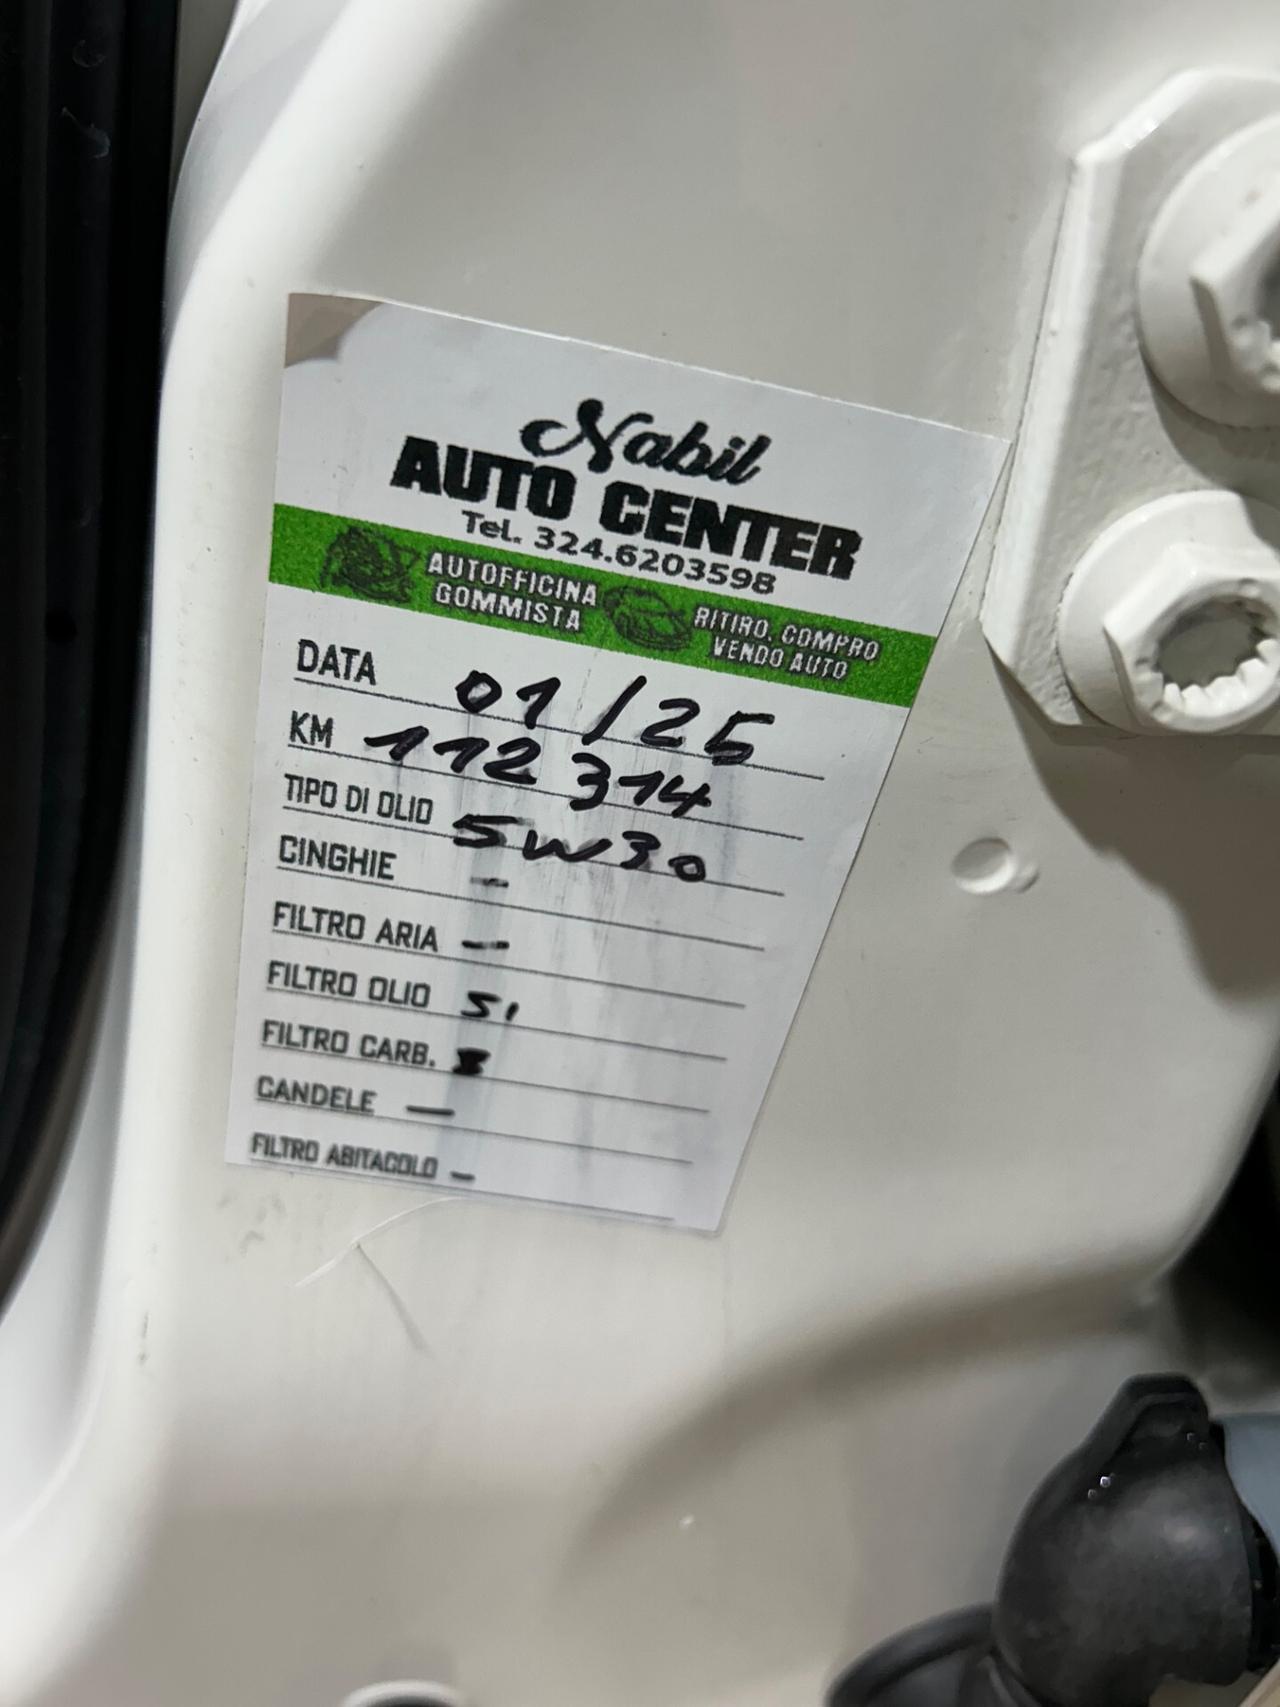 Nabil
AUTO CENTER
Tel. 324.6203598
AUTOFFICINA
GOMMISTA
RITIRO, COMPRO
VENDO AUTO
DATA 01/25
KM 112 314
TIPO DI OLIO 5W30
CINGHIE —
FILTRO ARIA —
FILTRO OLIO SI
FILTRO CARB.
CANDELE —
FILTRO ABITACOLO —